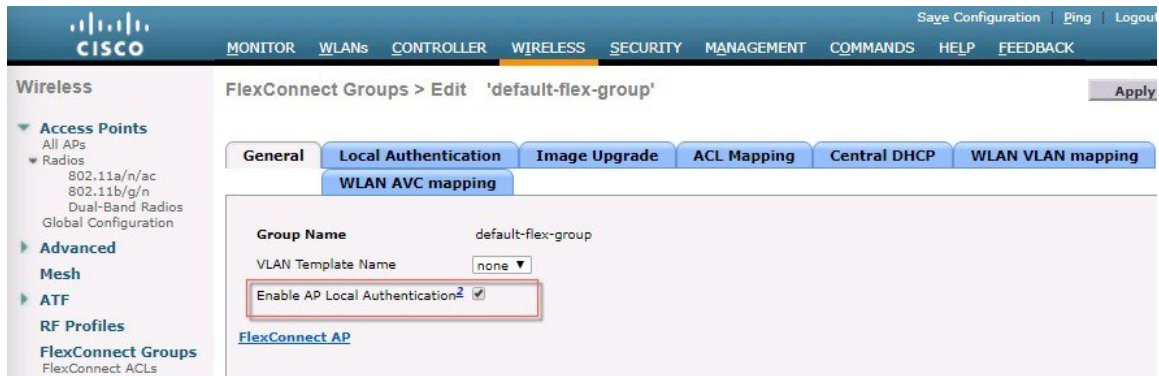 Save Configuration | Ping | Logout
CISCO
MONITOR WLANs CONTROLLER WIRELESS SECURITY MANAGEMENT COMMANDS HELP FEEDBACK
Wireless
Access Points
All APs
Radios
802.11a/n/ac
802.11b/g/n
Dual-Band Radios
Global Configuration
Advanced
Mesh
ATF
RF Profiles
FlexConnect Groups
FlexConnect ACLs
FlexConnect Groups > Edit 'default-flex-group'
Apply
General Local Authentication Image Upgrade ACL Mapping Central DHCP WLAN VLAN mapping
WLAN AVC mapping
Group Name default-flex-group
VLAN Template Name none
Enable AP Local Authentication2
FlexConnect AP